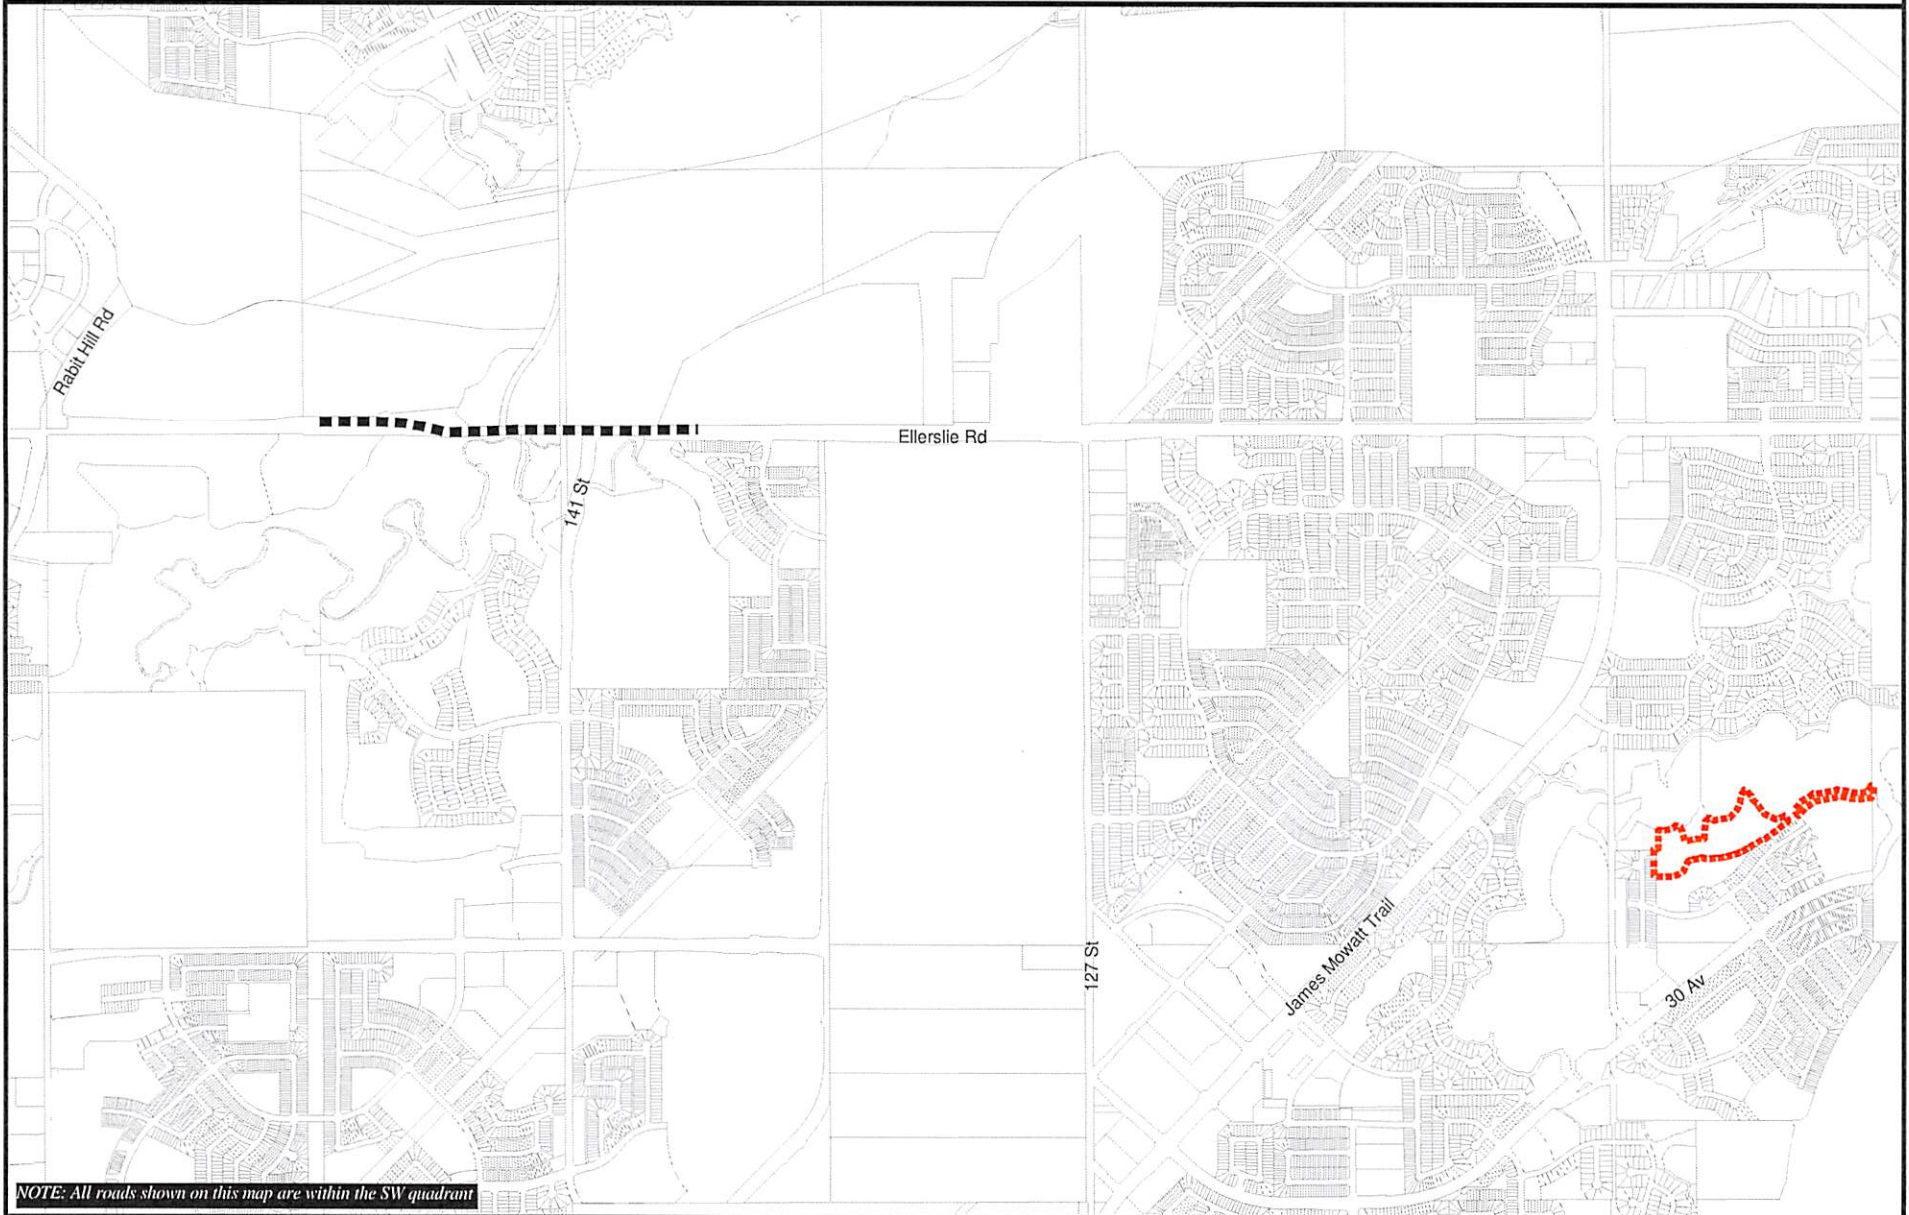 Rabit Hill Rd
Ellerslie Rd
141 St
James Mowatt Trail
127 St
30 Av
NOTE: All roads shown on this map are within the SW quadrant